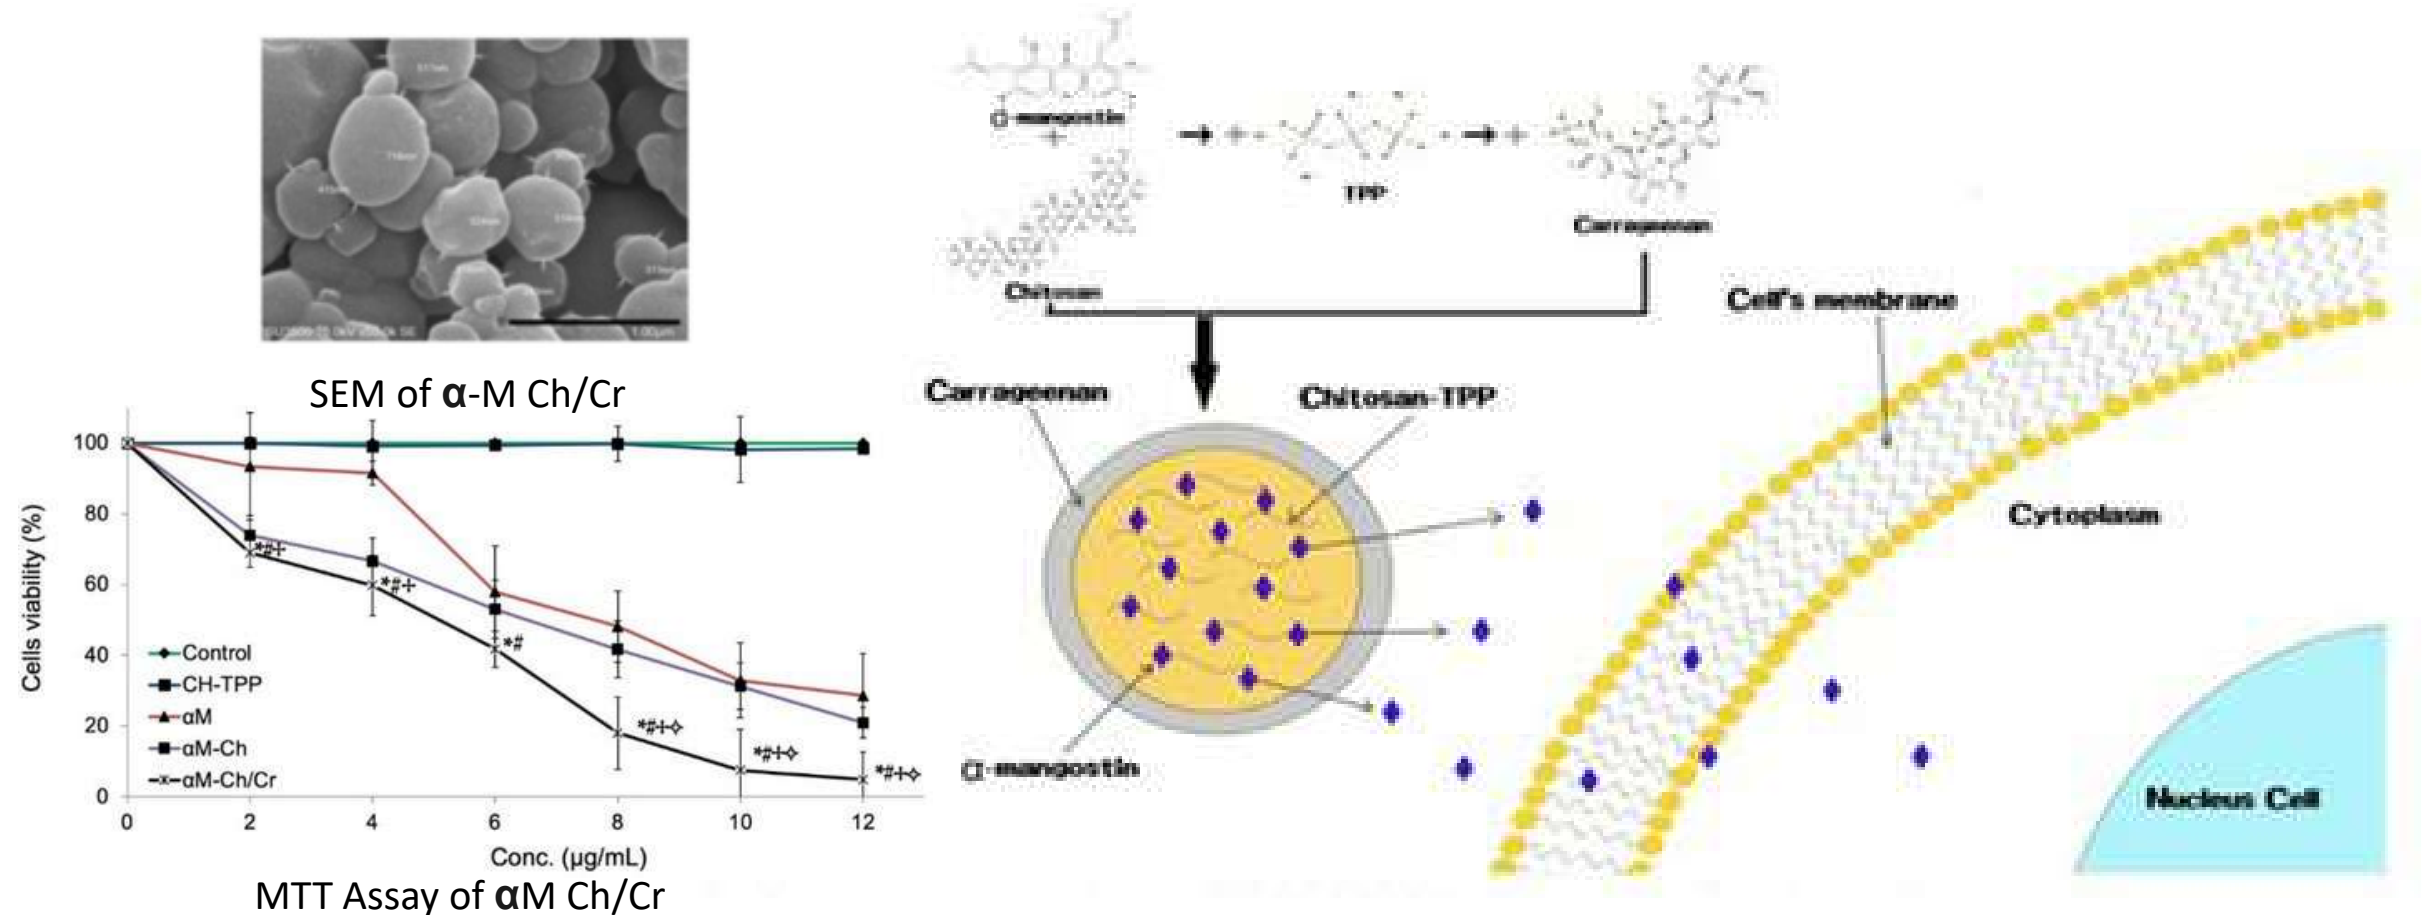 1.00µm
SEM of α-M Ch/Cr
Cells viability (%)
100
80
60
40
20
0
*#+
*#+
*#
*#+✧
*#+✧
*#+✧
Control
CH-TPP
αM
αM-Ch
αM-Ch/Cr
0 2 4 6 8 10 12
Conc. (µg/mL)
MTT Assay of αM Ch/Cr
α-mangostin
+
Chitosan
+
TPP
+
Carrageenan
Carrageenan
Chitosan-TPP
α-mangostin
Cell's membrane
Cytoplasm
Nucleus Cell